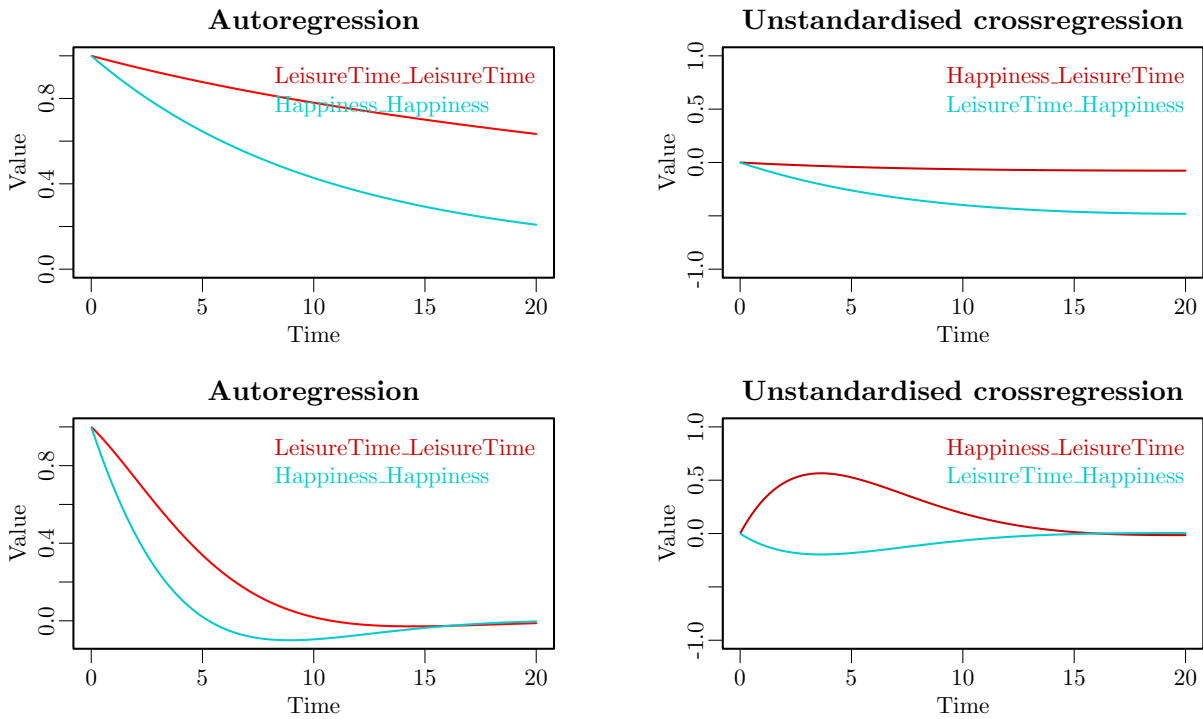 Autoregression
Value
0.0 0.4 0.8
LeisureTime_LeisureTime
Happiness_Happiness
0 5 10 15 20
Time
Unstandardised crossregression
Value
-1.0 0.0 0.5 1.0
Happiness_LeisureTime
LeisureTime_Happiness
0 5 10 15 20
Time
Autoregression
Value
0.0 0.4 0.8
LeisureTime_LeisureTime
Happiness_Happiness
0 5 10 15 20
Time
Unstandardised crossregression
Value
-1.0 0.0 0.5 1.0
Happiness_LeisureTime
LeisureTime_Happiness
0 5 10 15 20
Time